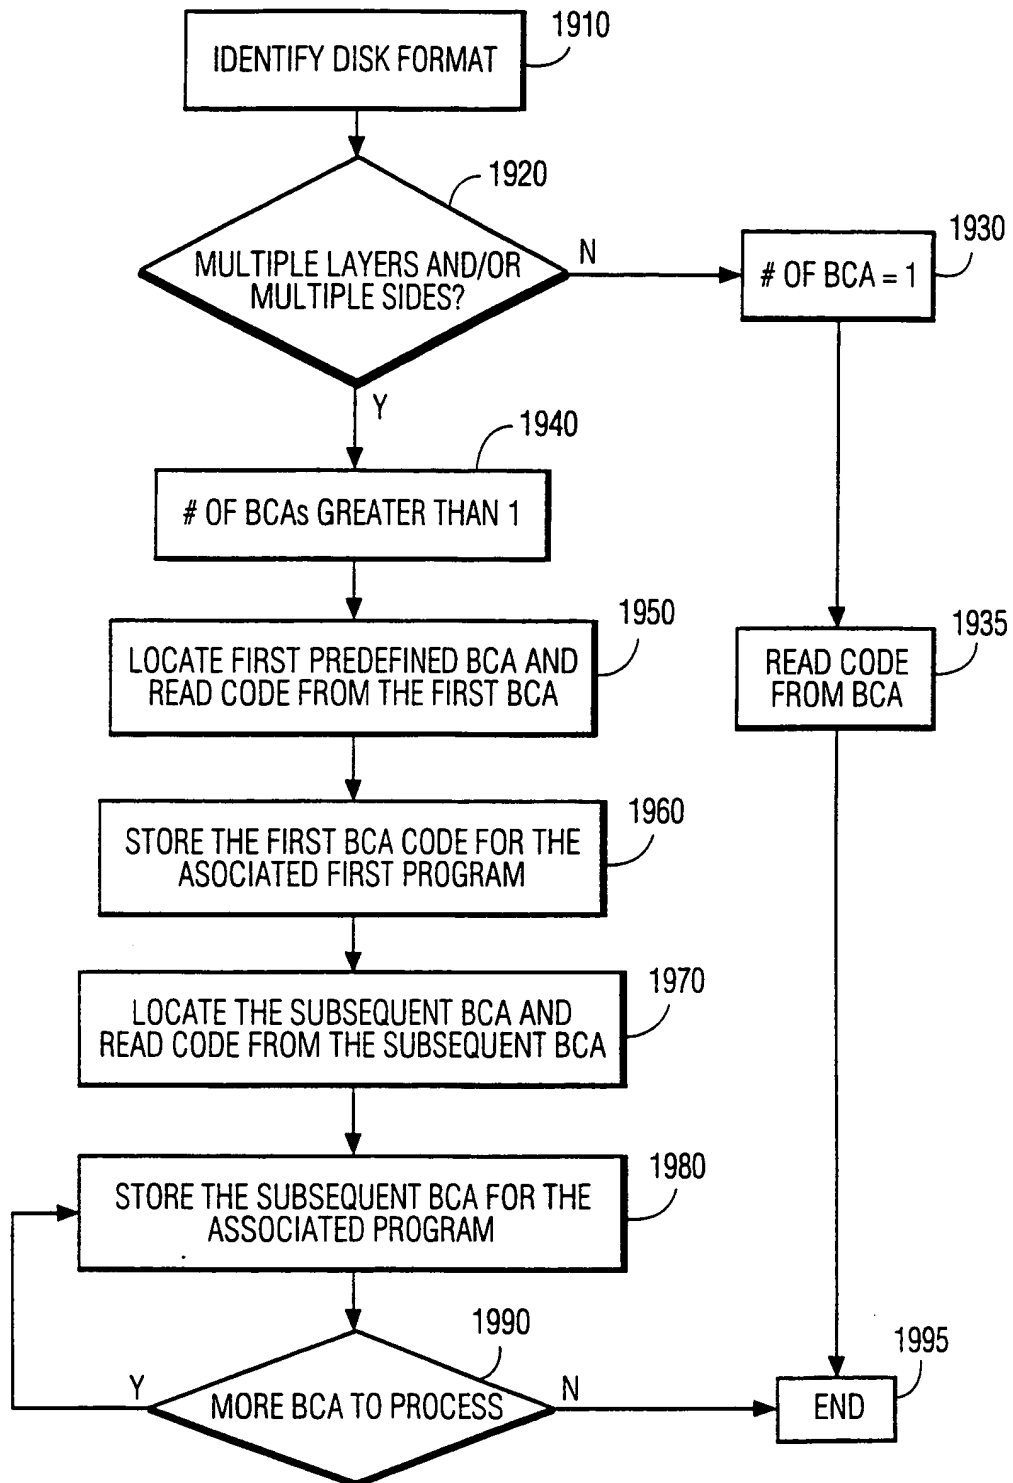 1910
IDENTIFY DISK FORMAT
1920
MULTIPLE LAYERS AND/OR
MULTIPLE SIDES?
N
1930
# OF BCA = 1
Y
1940
# OF BCAs GREATER THAN 1
1950
LOCATE FIRST PREDEFINED BCA AND
READ CODE FROM THE FIRST BCA
1935
READ CODE
FROM BCA
1960
STORE THE FIRST BCA CODE FOR THE
ASOCIATED FIRST PROGRAM
1970
LOCATE THE SUBSEQUENT BCA AND
READ CODE FROM THE SUBSEQUENT BCA
1980
STORE THE SUBSEQUENT BCA FOR THE
ASSOCIATED PROGRAM
1990
Y
MORE BCA TO PROCESS
N
1995
END